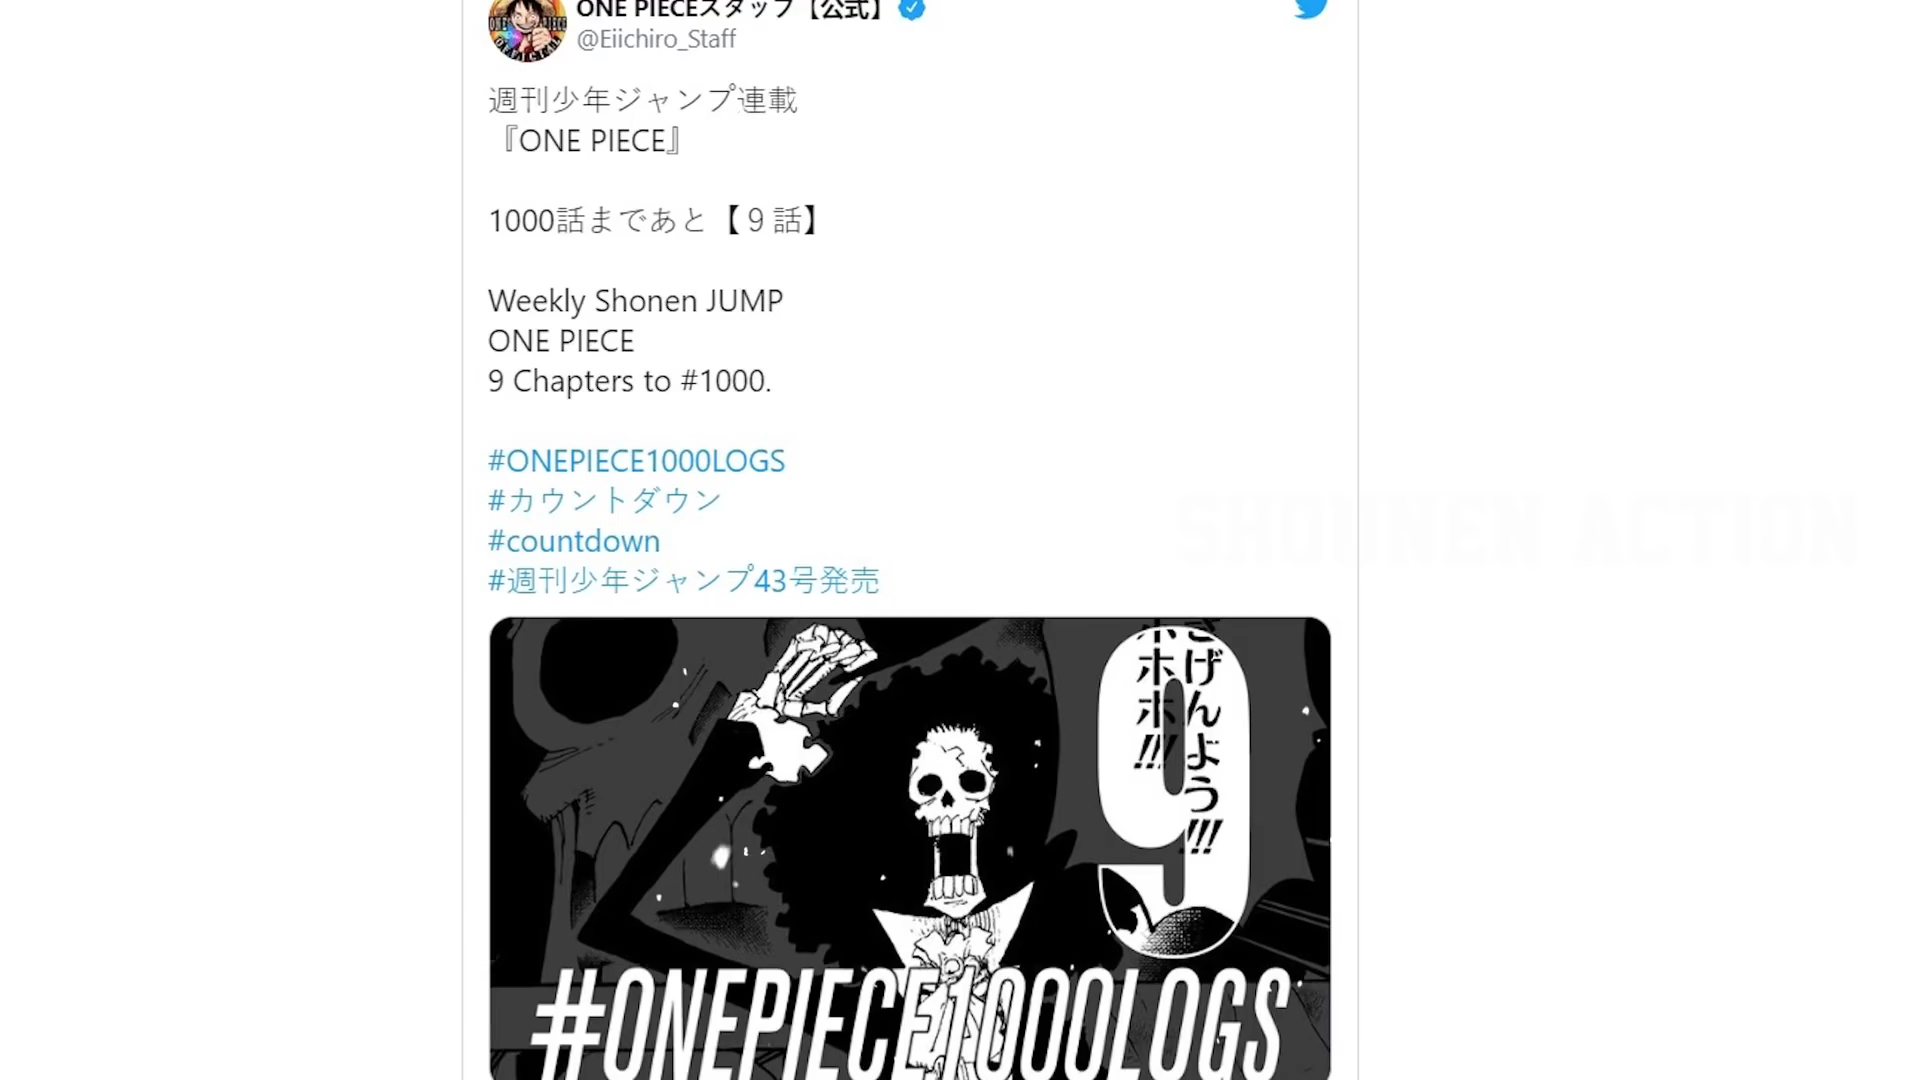 ONE PIECEスタッフ【公式】
@Eiichiro_Staff
週刊少年ジャンプ連載
『ONE PIECE』
1000話まであと【９話】
Weekly Shonen JUMP
ONE PIECE
9 Chapters to #1000.
#ONEPIECE1000LOGS
#カウントダウン
#countdown
#週刊少年ジャンプ43号発売
SHOUNEN ACTION
げんよう!!!
ホホ!!!
9
#ONEPIECE1000LOGS